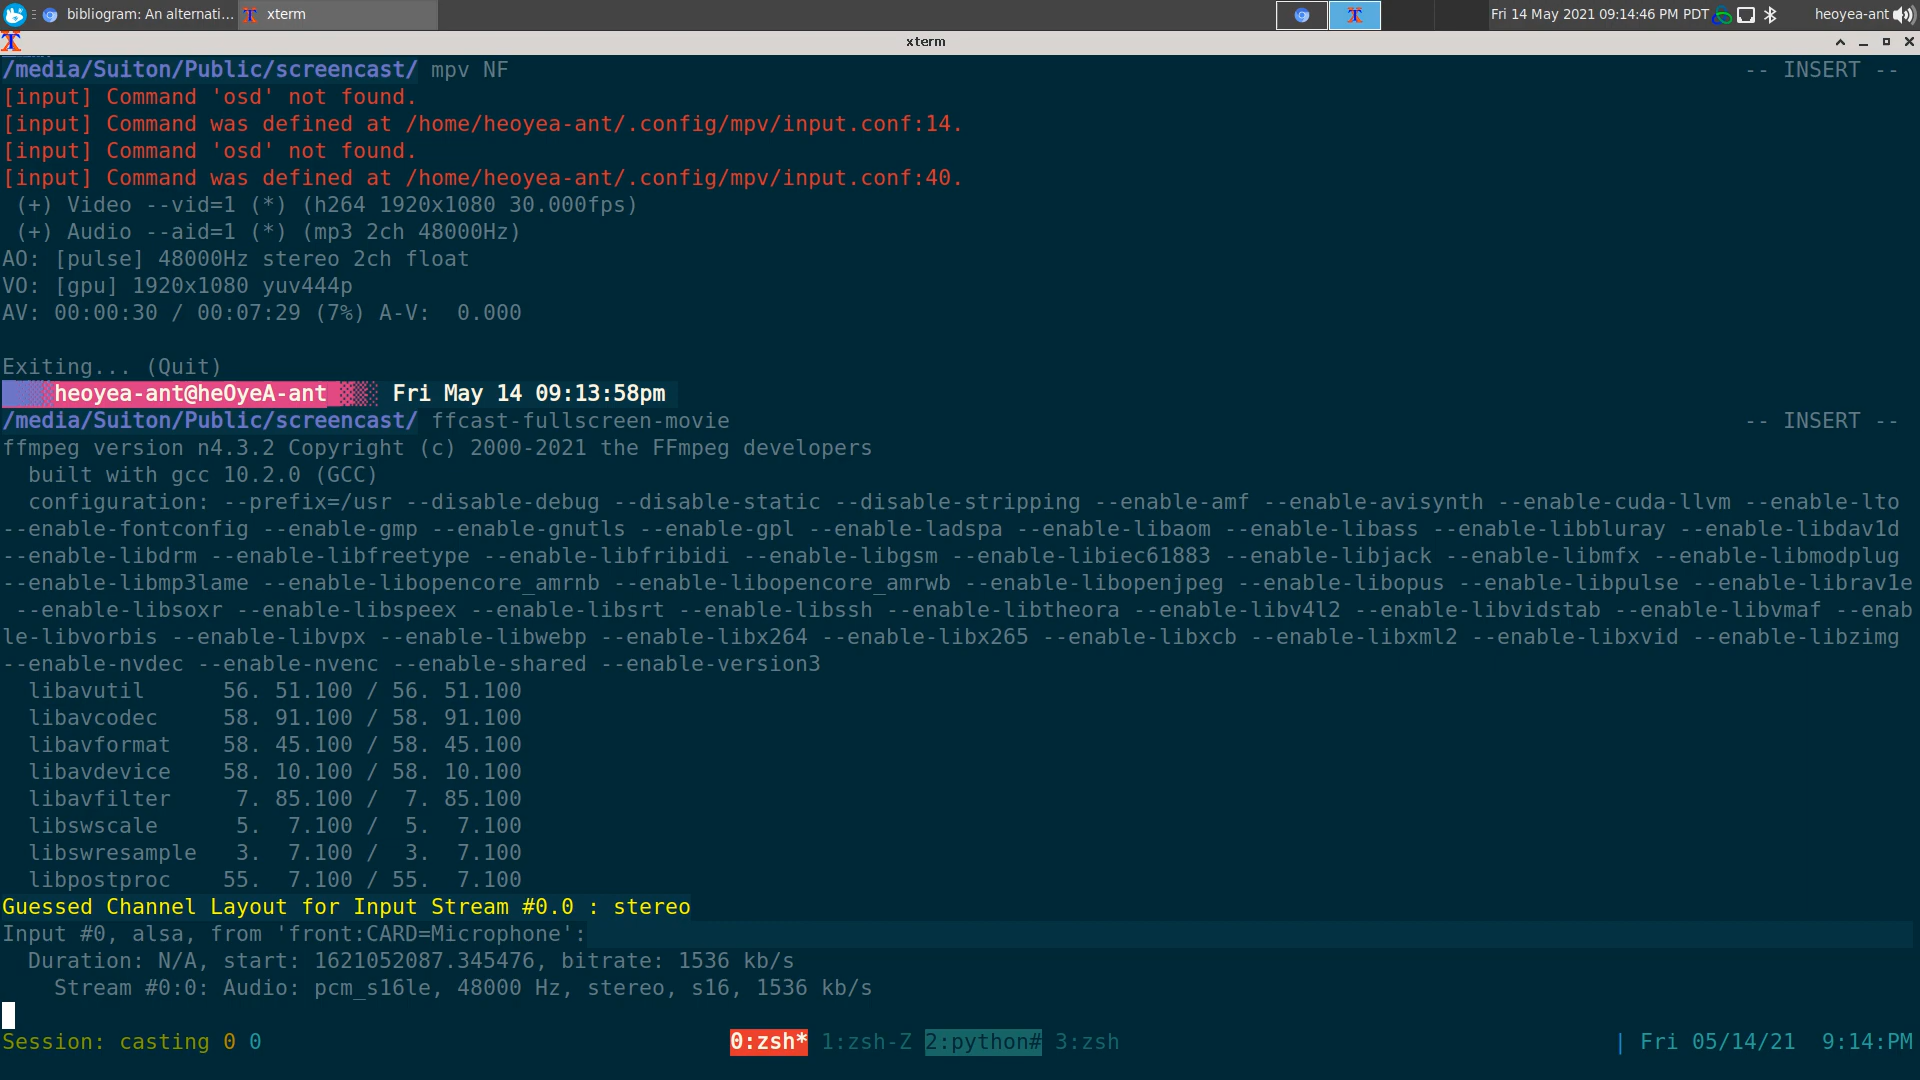 bibliogram: An alternati...
xterm
Fri 14 May 2021 09:14:46 PM PDT
heoyea-ant
xterm
/media/Suiton/Public/screencast/ mpv NF -- INSERT --
[input] Command 'osd' not found.
[input] Command was defined at /home/heoyea-ant/.config/mpv/input.conf:14.
[input] Command 'osd' not found.
[input] Command was defined at /home/heoyea-ant/.config/mpv/input.conf:40.
(+) Video --vid=1 (*) (h264 1920x1080 30.000fps)
(+) Audio --aid=1 (*) (mp3 2ch 48000Hz)
AO: [pulse] 48000Hz stereo 2ch float
VO: [gpu] 1920x1080 yuv444p
AV: 00:00:30 / 00:07:29 (7%) A-V:  0.000
Exiting... (Quit)
heoyea-ant@heOyeA-ant Fri May 14 09:13:58pm
/media/Suiton/Public/screencast/ ffcast-fullscreen-movie -- INSERT --
ffmpeg version n4.3.2 Copyright (c) 2000-2021 the FFmpeg developers
built with gcc 10.2.0 (GCC)
configuration: --prefix=/usr --disable-debug --disable-static --disable-stripping --enable-amf --enable-avisynth --enable-cuda-llvm --enable-lto
--enable-fontconfig --enable-gmp --enable-gnutls --enable-gpl --enable-ladspa --enable-libaom --enable-libass --enable-libbluray --enable-libdav1d
--enable-libdrm --enable-libfreetype --enable-libfribidi --enable-libgsm --enable-libiec61883 --enable-libjack --enable-libmfx --enable-libmodplug
--enable-libmp3lame --enable-libopencore_amrnb --enable-libopencore_amrwb --enable-libopenjpeg --enable-libopus --enable-libpulse --enable-librav1e
--enable-libsoxr --enable-libspeex --enable-libsrt --enable-libssh --enable-libtheora --enable-libv4l2 --enable-libvidstab --enable-libvmaf --enab
le-libvorbis --enable-libvpx --enable-libwebp --enable-libx264 --enable-libx265 --enable-libxcb --enable-libxml2 --enable-libxvid --enable-libzimg
--enable-nvdec --enable-nvenc --enable-shared --enable-version3
libavutil      56. 51.100 / 56. 51.100
libavcodec     58. 91.100 / 58. 91.100
libavformat    58. 45.100 / 58. 45.100
libavdevice    58. 10.100 / 58. 10.100
libavfilter     7. 85.100 /  7. 85.100
libswscale      5.  7.100 /  5.  7.100
libswresample   3.  7.100 /  3.  7.100
libpostproc    55.  7.100 / 55.  7.100
Guessed Channel Layout for Input Stream #0.0 : stereo
Input #0, alsa, from 'front:CARD=Microphone':
Duration: N/A, start: 1621052087.345476, bitrate: 1536 kb/s
Stream #0:0: Audio: pcm_s16le, 48000 Hz, stereo, s16, 1536 kb/s
Session: casting 0 0 0:zsh* 1:zsh-Z 2:python# 3:zsh | Fri 05/14/21  9:14:PM